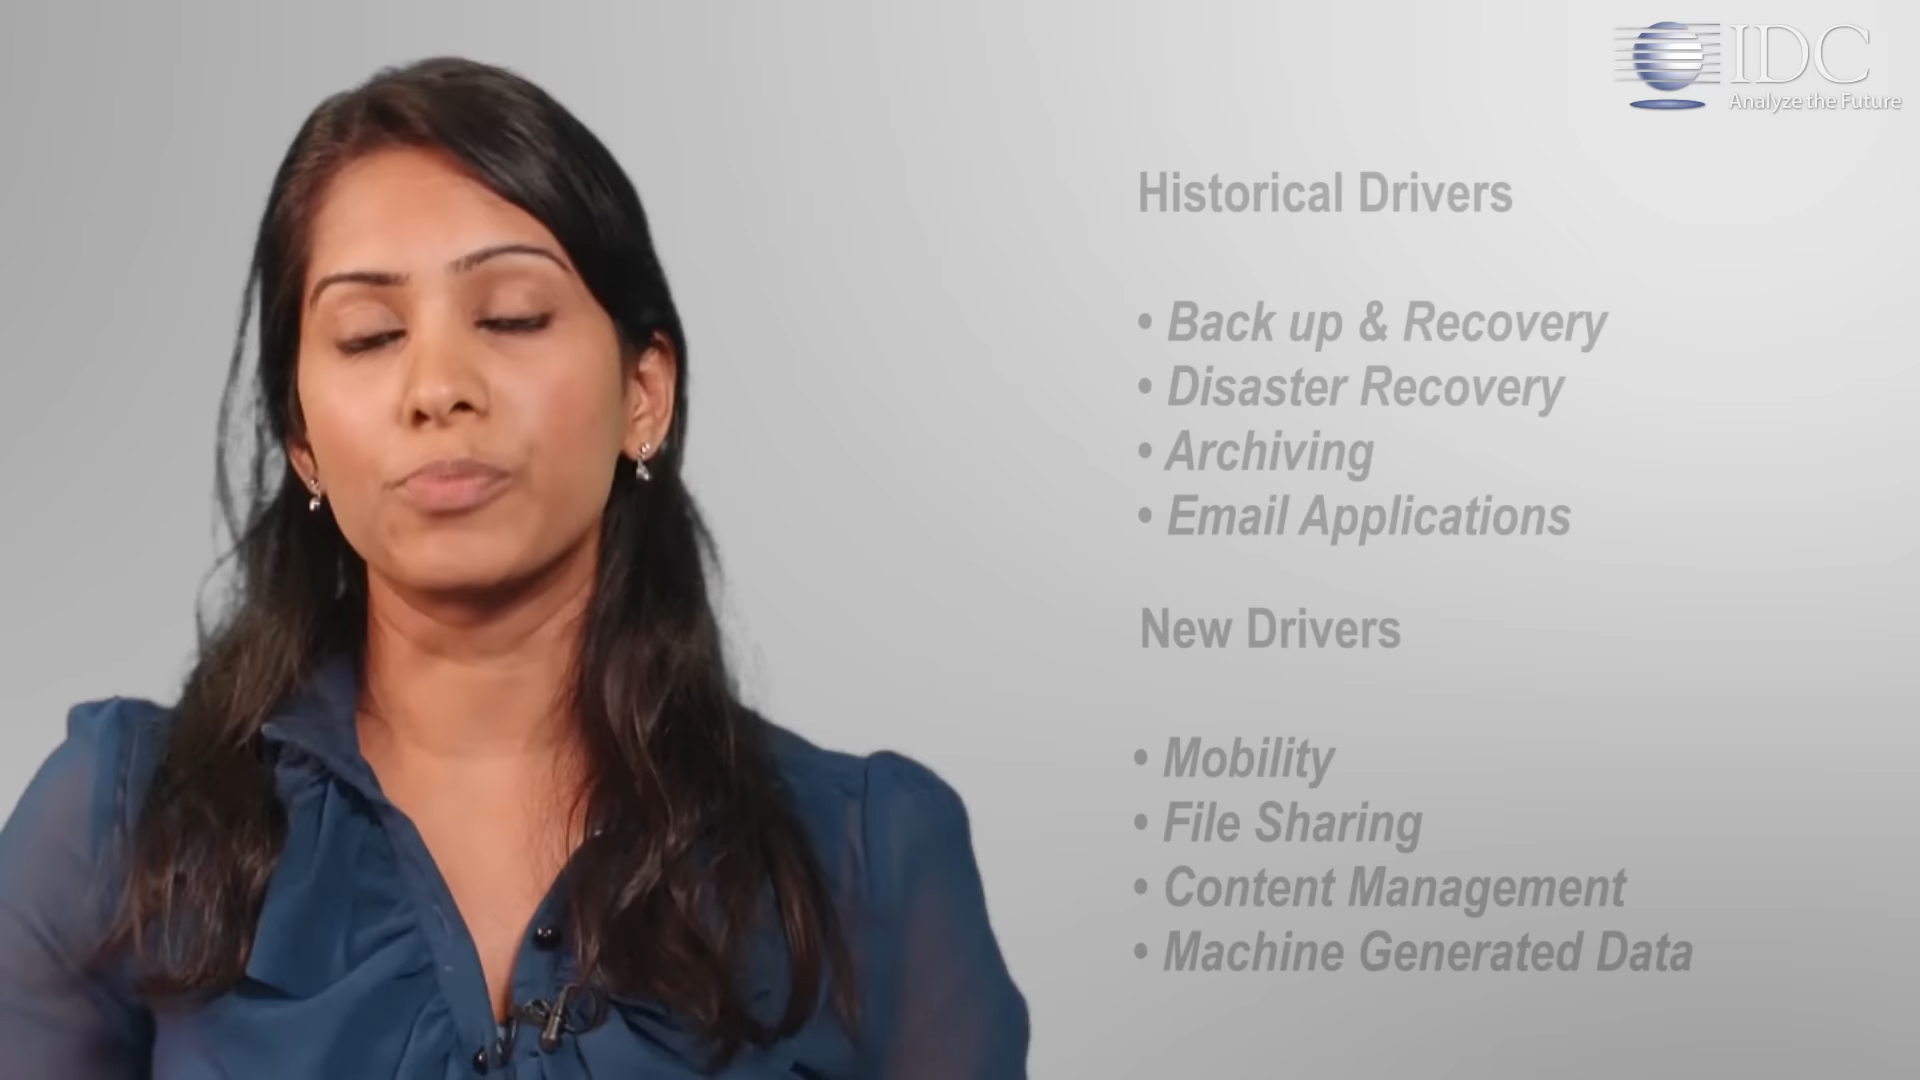 IDC
Analyze the Future
Historical Drivers
• Back up & Recovery
• Disaster Recovery
• Archiving
• Email Applications
New Drivers
• Mobility
• File Sharing
• Content Management
• Machine Generated Data